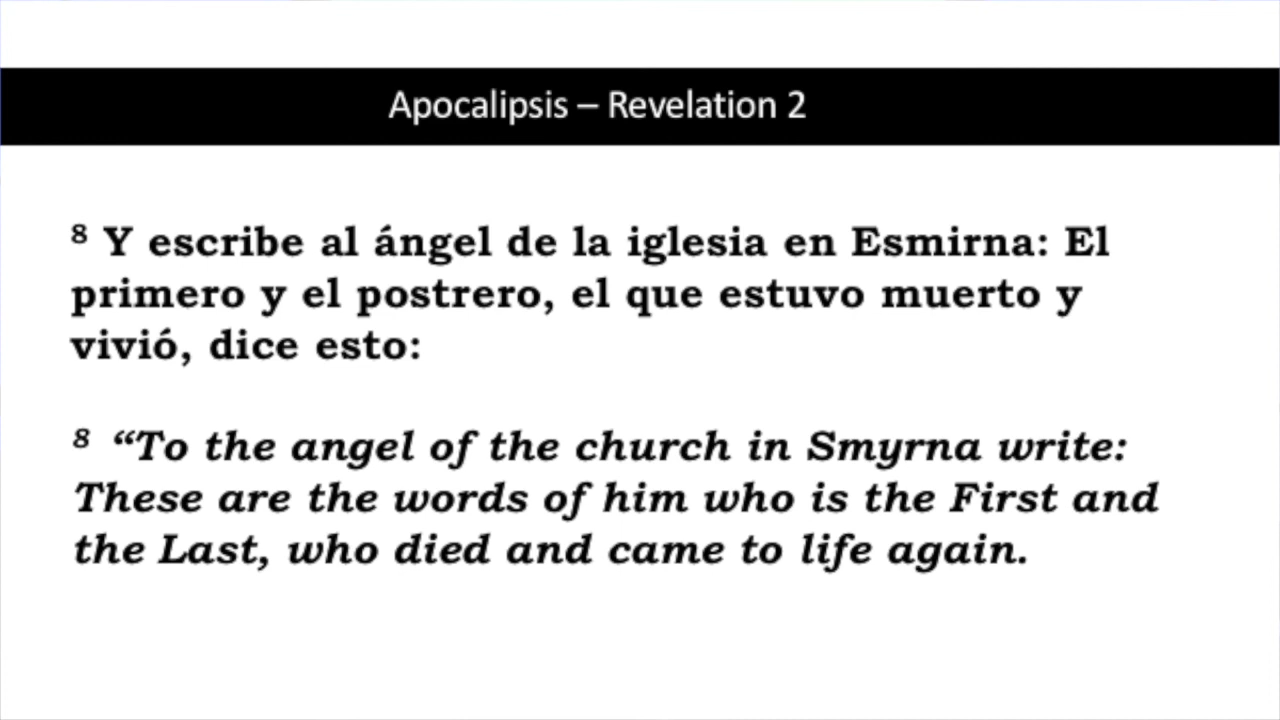 Apocalipsis – Revelation 2
⁸ Y escribe al ángel de la iglesia en Esmirna: El
primero y el postrero, el que estuvo muerto y
vivió, dice esto:
⁸ “To the angel of the church in Smyrna write:
These are the words of him who is the First and
the Last, who died and came to life again.